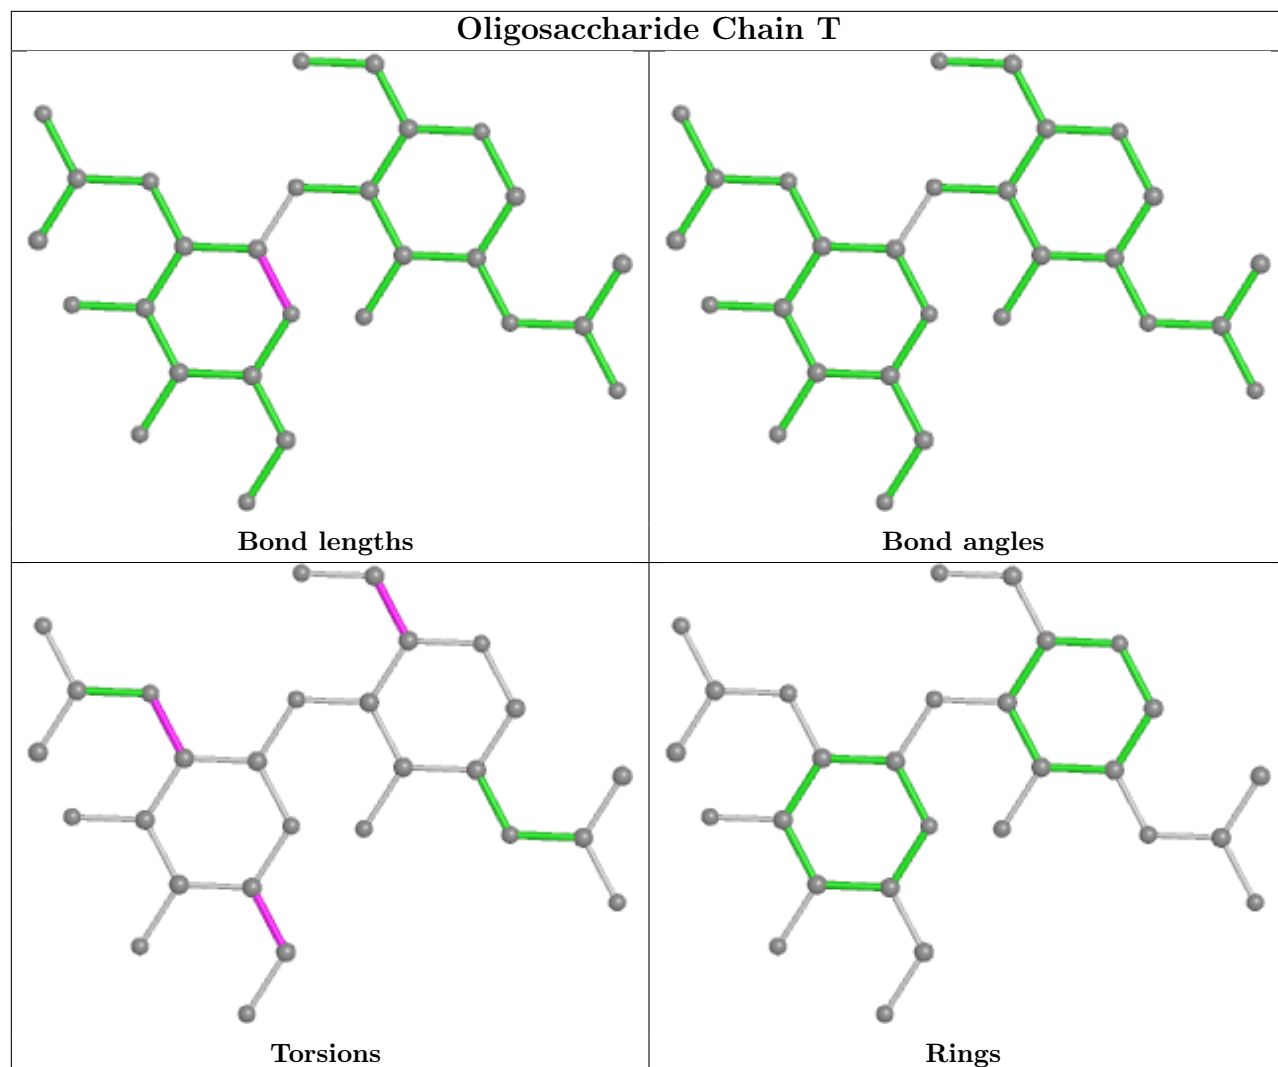 Oligosaccharide Chain T
Bond lengths
Bond angles
Torsions
Rings